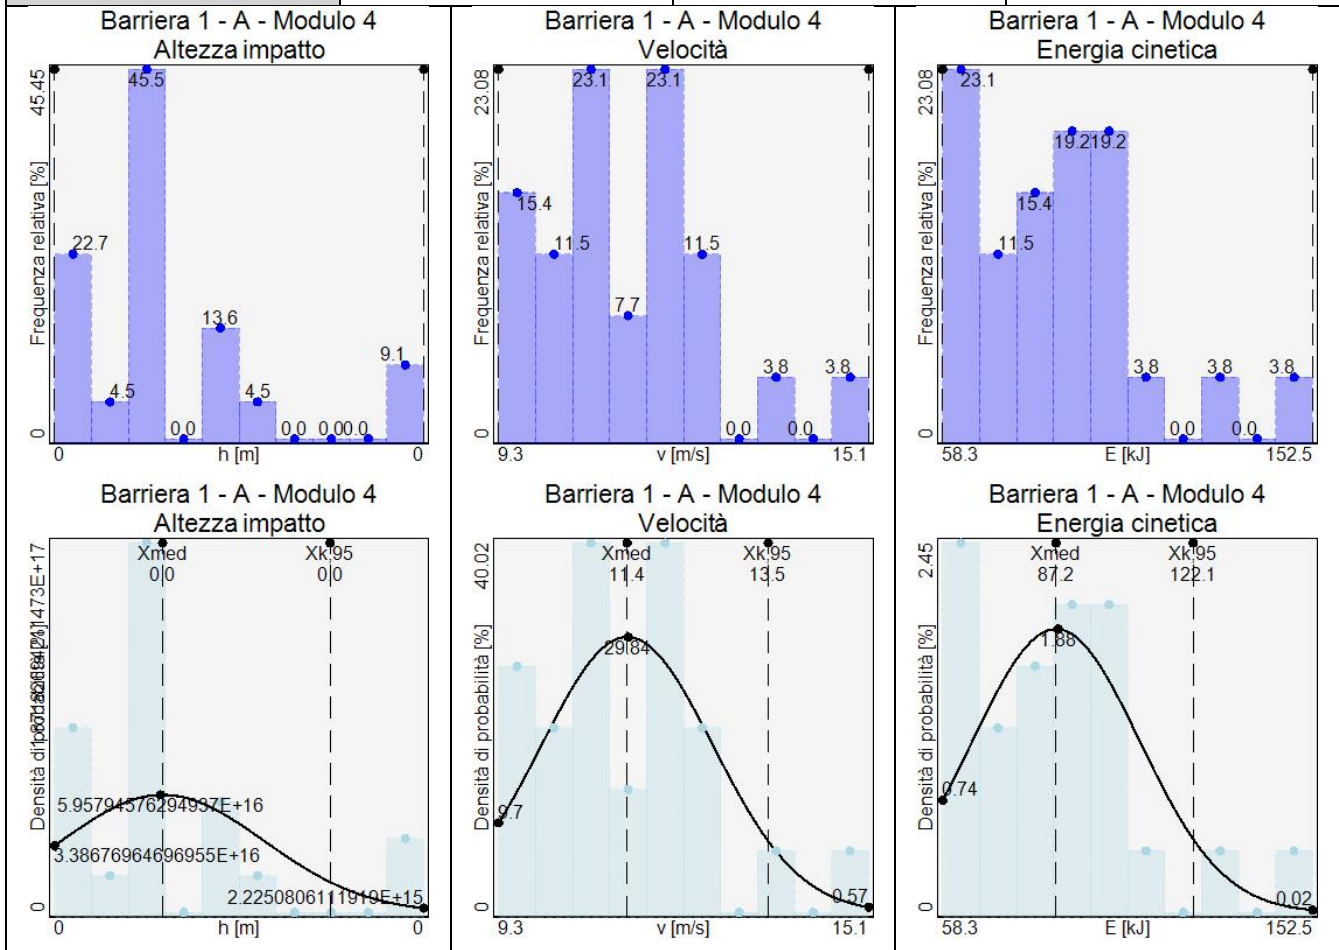 Barriera 1 - A - Modulo 4
Altezza impatto
45.45
Frequenza relativa [%]
0
45.5
22.7
13.6
9.1
4.5
4.5
0.0
0.0
0.0
0.0
0
h [m]
0
Barriera 1 - A - Modulo 4
Velocità
23.08
Frequenza relativa [%]
0
23.1
23.1
15.4
11.5
11.5
7.7
3.8
3.8
0.0
0.0
9.3
v [m/s]
15.1
Barriera 1 - A - Modulo 4
Energia cinetica
23.08
Frequenza relativa [%]
0
23.1
19.2
19.2
15.4
11.5
3.8
3.8
3.8
0.0
0.0
58.3
E [kJ]
152.5
Barriera 1 - A - Modulo 4
Altezza impatto
Densità di
Xmed
0.0
Xk,95
0.0
5.95794576294937E+16
3.38676964696955E+16
2.2250806111919E+15
0
0
h [m]
0
Barriera 1 - A - Modulo 4
Velocità
40.02
Densità di probabilità [%]
0
Xmed
11.4
Xk,95
13.5
29.84
9.7
0.57
9.3
v [m/s]
15.1
Barriera 1 - A - Modulo 4
Energia cinetica
2.45
Densità di probabilità [%]
0
Xmed
87.2
Xk,95
122.1
1.88
0.74
0.02
58.3
E [kJ]
152.5